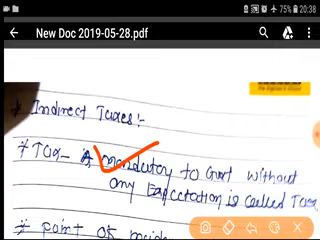 75% 20:38
New Doc 2019-05-28.pdf
* Indirect Taxes:-
* Tax - is mandatory to Govt without
any Expectation is called Tax
* Point of